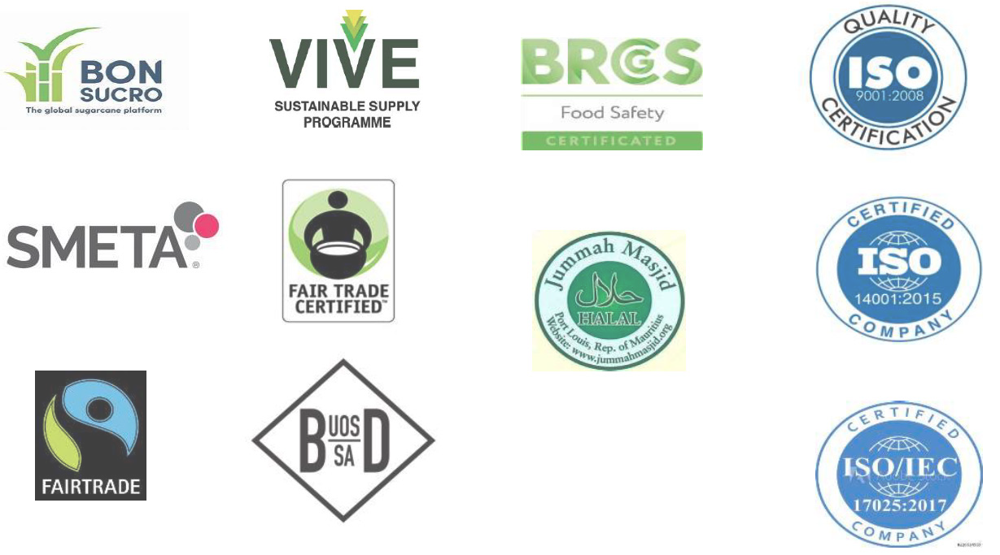 BON
SUCRO
The global sugarcane platform
VIVE
SUSTAINABLE SUPPLY
PROGRAMME
BRCGS
Food Safety
CERTIFICATED
QUALITY
ISO
9001:2008
CERTIFICATION
SMETA®
FAIR TRADE
CERTIFIED™
Jummah Masjid
حلال
HALAL
Port Louis, Rep. of Mauritius
Website: www.jummahmasjid.org
CERTIFIED
ISO
14001:2015
COMPANY
FAIRTRADE
B UOS D
SA
CERTIFIED
ISO/IEC
Adobe Stock
17025:2017
COMPANY